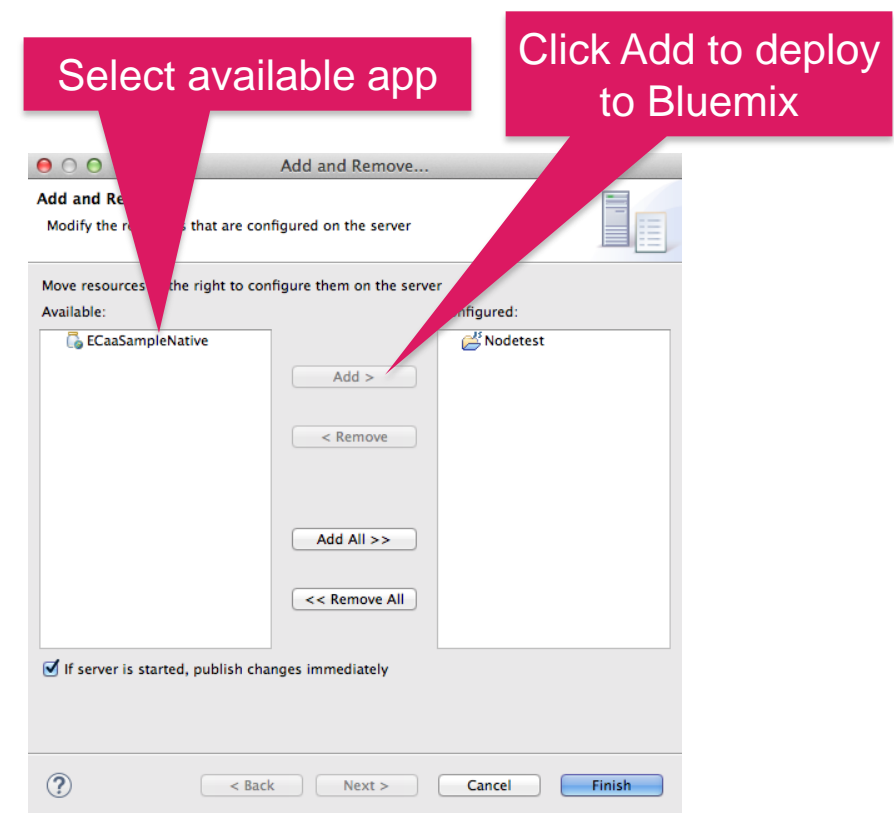 Select available app
Click Add to deploy
to Bluemix
Add and Remove...
Add and Re
Modify the re s that are configured on the server
Move resources the right to configure them on the server
Available:
nfigured:
ECaaSampleNative
JS
Nodetest
Add >
< Remove
Add All >>
<< Remove All
If server is started, publish changes immediately
?
< Back
Next >
Cancel
Finish